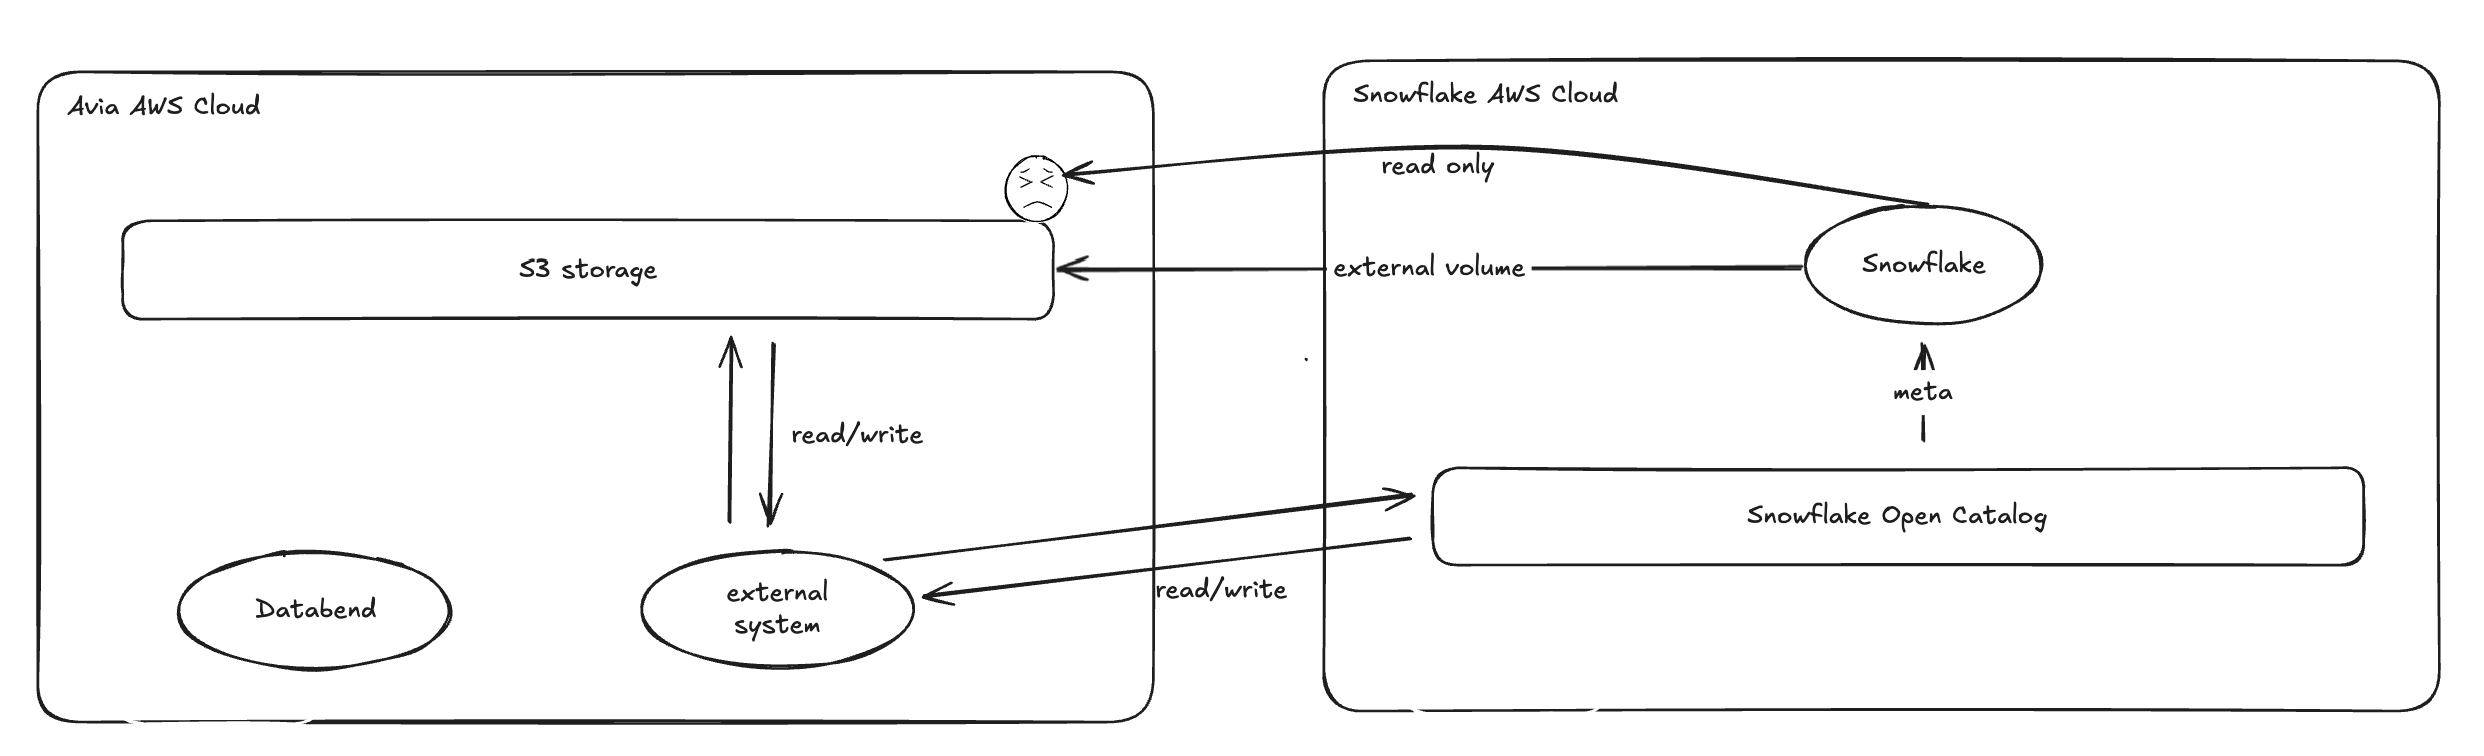 Avia AWS Cloud
Snowflake AWS Cloud
read only
S3 storage
external volume
Snowflake
meta
read/write
Snowflake Open Catalog
Databend
external
system
read/write